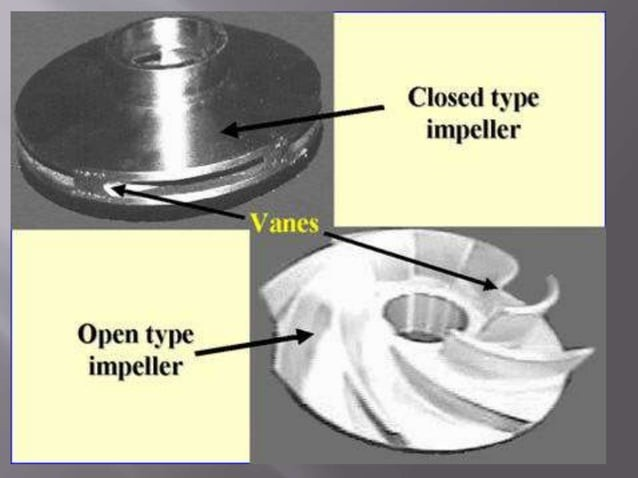 Closed type
impeller
Vanes
Open type
impeller